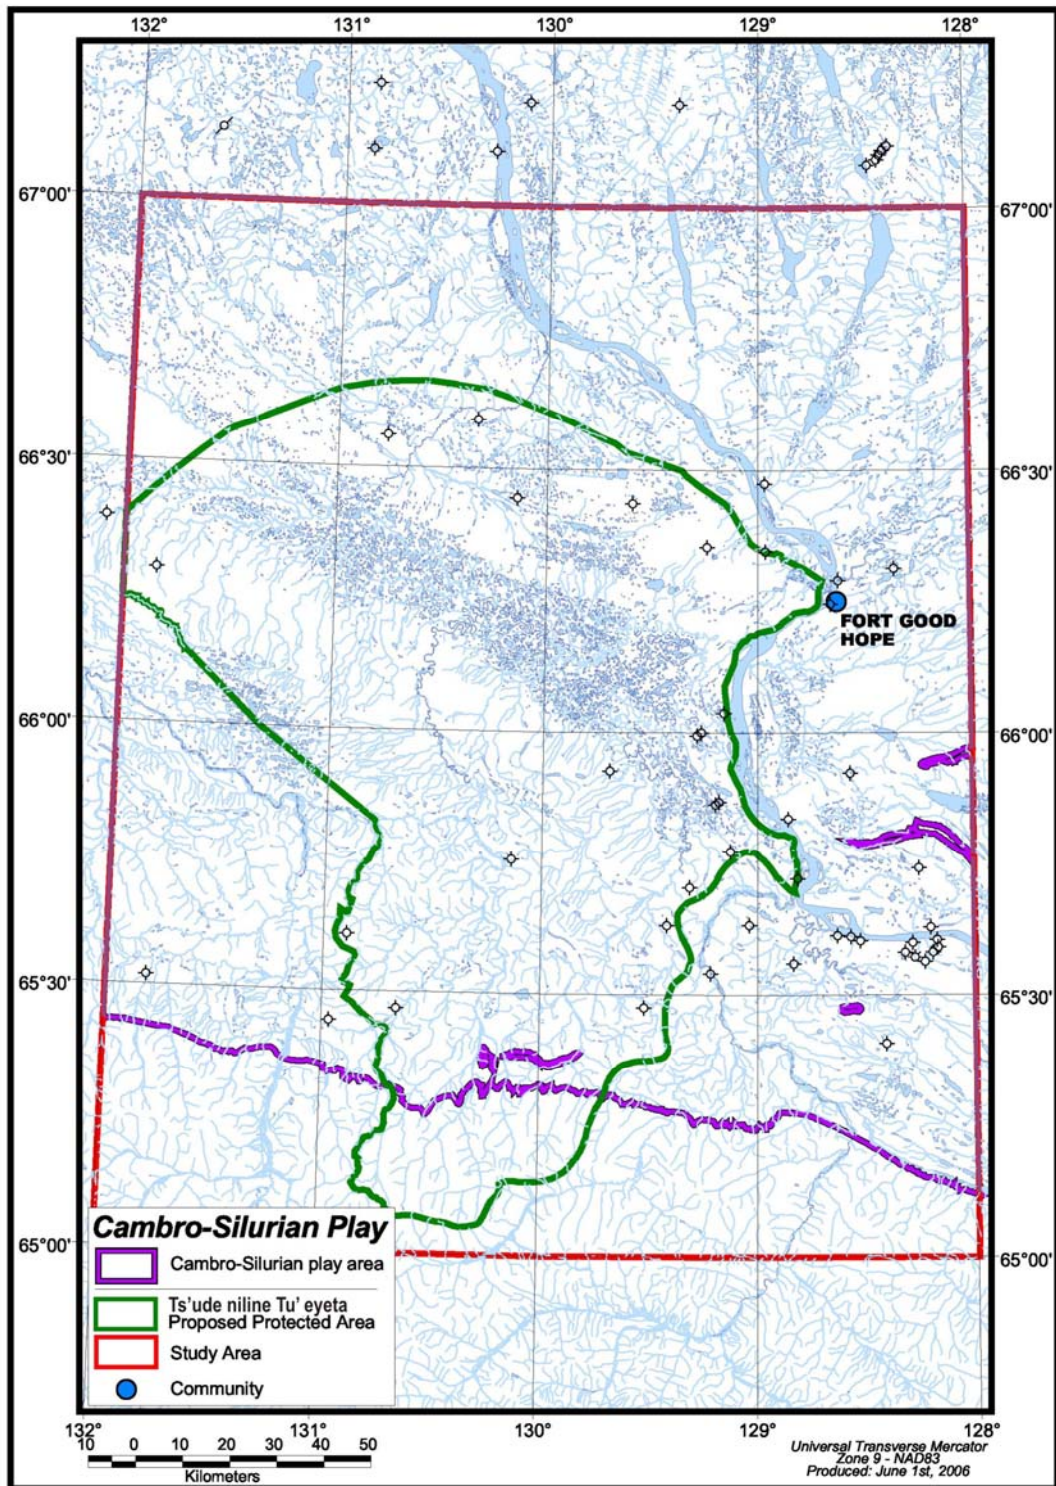 132° 131° 130° 129° 128°
67°00' 67°00'
66°30' 66°30'
FORT GOOD
HOPE
66°00' 66°00'
65°30' 65°30'
65°00' 65°00'
Cambro-Silurian Play
Cambro-Silurian play area
Ts'ude niline Tu' eyeta
Proposed Protected Area
Study Area
Community
132° 131° 130° 129° 128°
10 0 10 20 30 40 50
Kilometers
Universal Transverse Mercator
Zone 9 - NAD83
Produced: June 1st, 2006